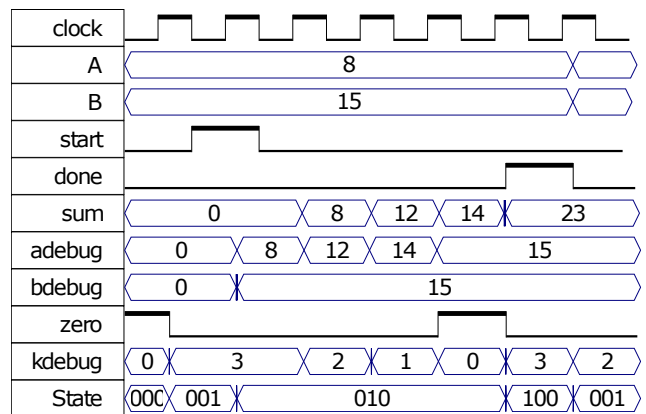 clock
A 8
B 15
start
done
sum 0 8 12 14 23
adebug 0 8 12 14 15
bdebug 0 15
zero
kdebug 0 3 2 1 0 3 2
State 000 001 010 100 001